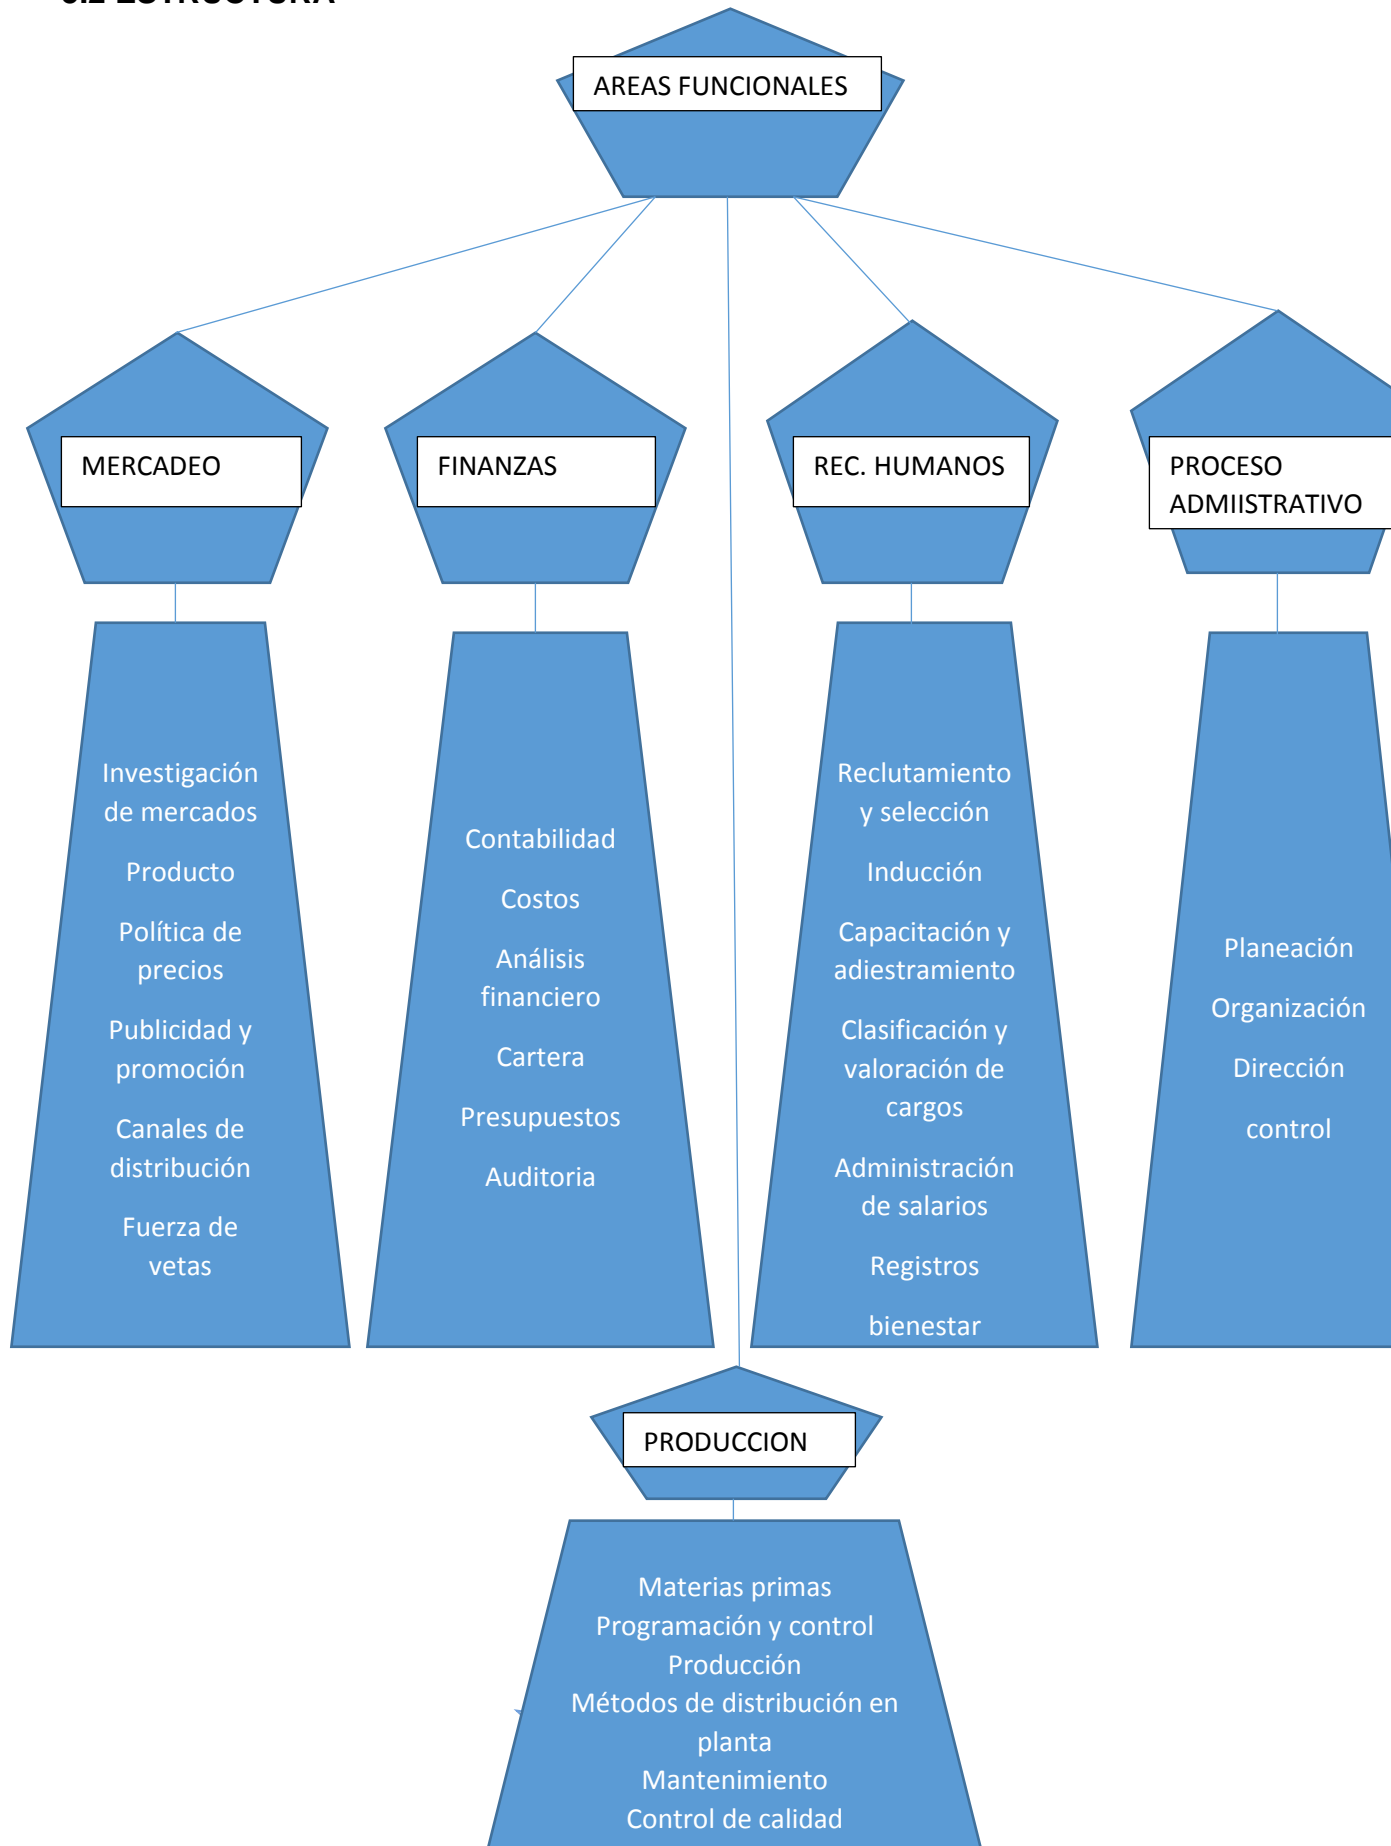 AREAS FUNCIONALES
MERCADEO
FINANZAS
REC. HUMANOS
PROCESO
ADMIISTRATIVO
Investigación
de mercados
Producto
Política de
precios
Publicidad y
promoción
Canales de
distribución
Fuerza de
vetas
Contabilidad
Costos
Análisis
financiero
Cartera
Presupuestos
Auditoria
Reclutamiento
y selección
Inducción
Capacitación y
adiestramiento
Clasificación y
valoración de
cargos
Administración
de salarios
Registros
bienestar
Planeación
Organización
Dirección
control
PRODUCCION
Materias primas
Programación y control
Producción
Métodos de distribución en
planta
Mantenimiento
Control de calidad